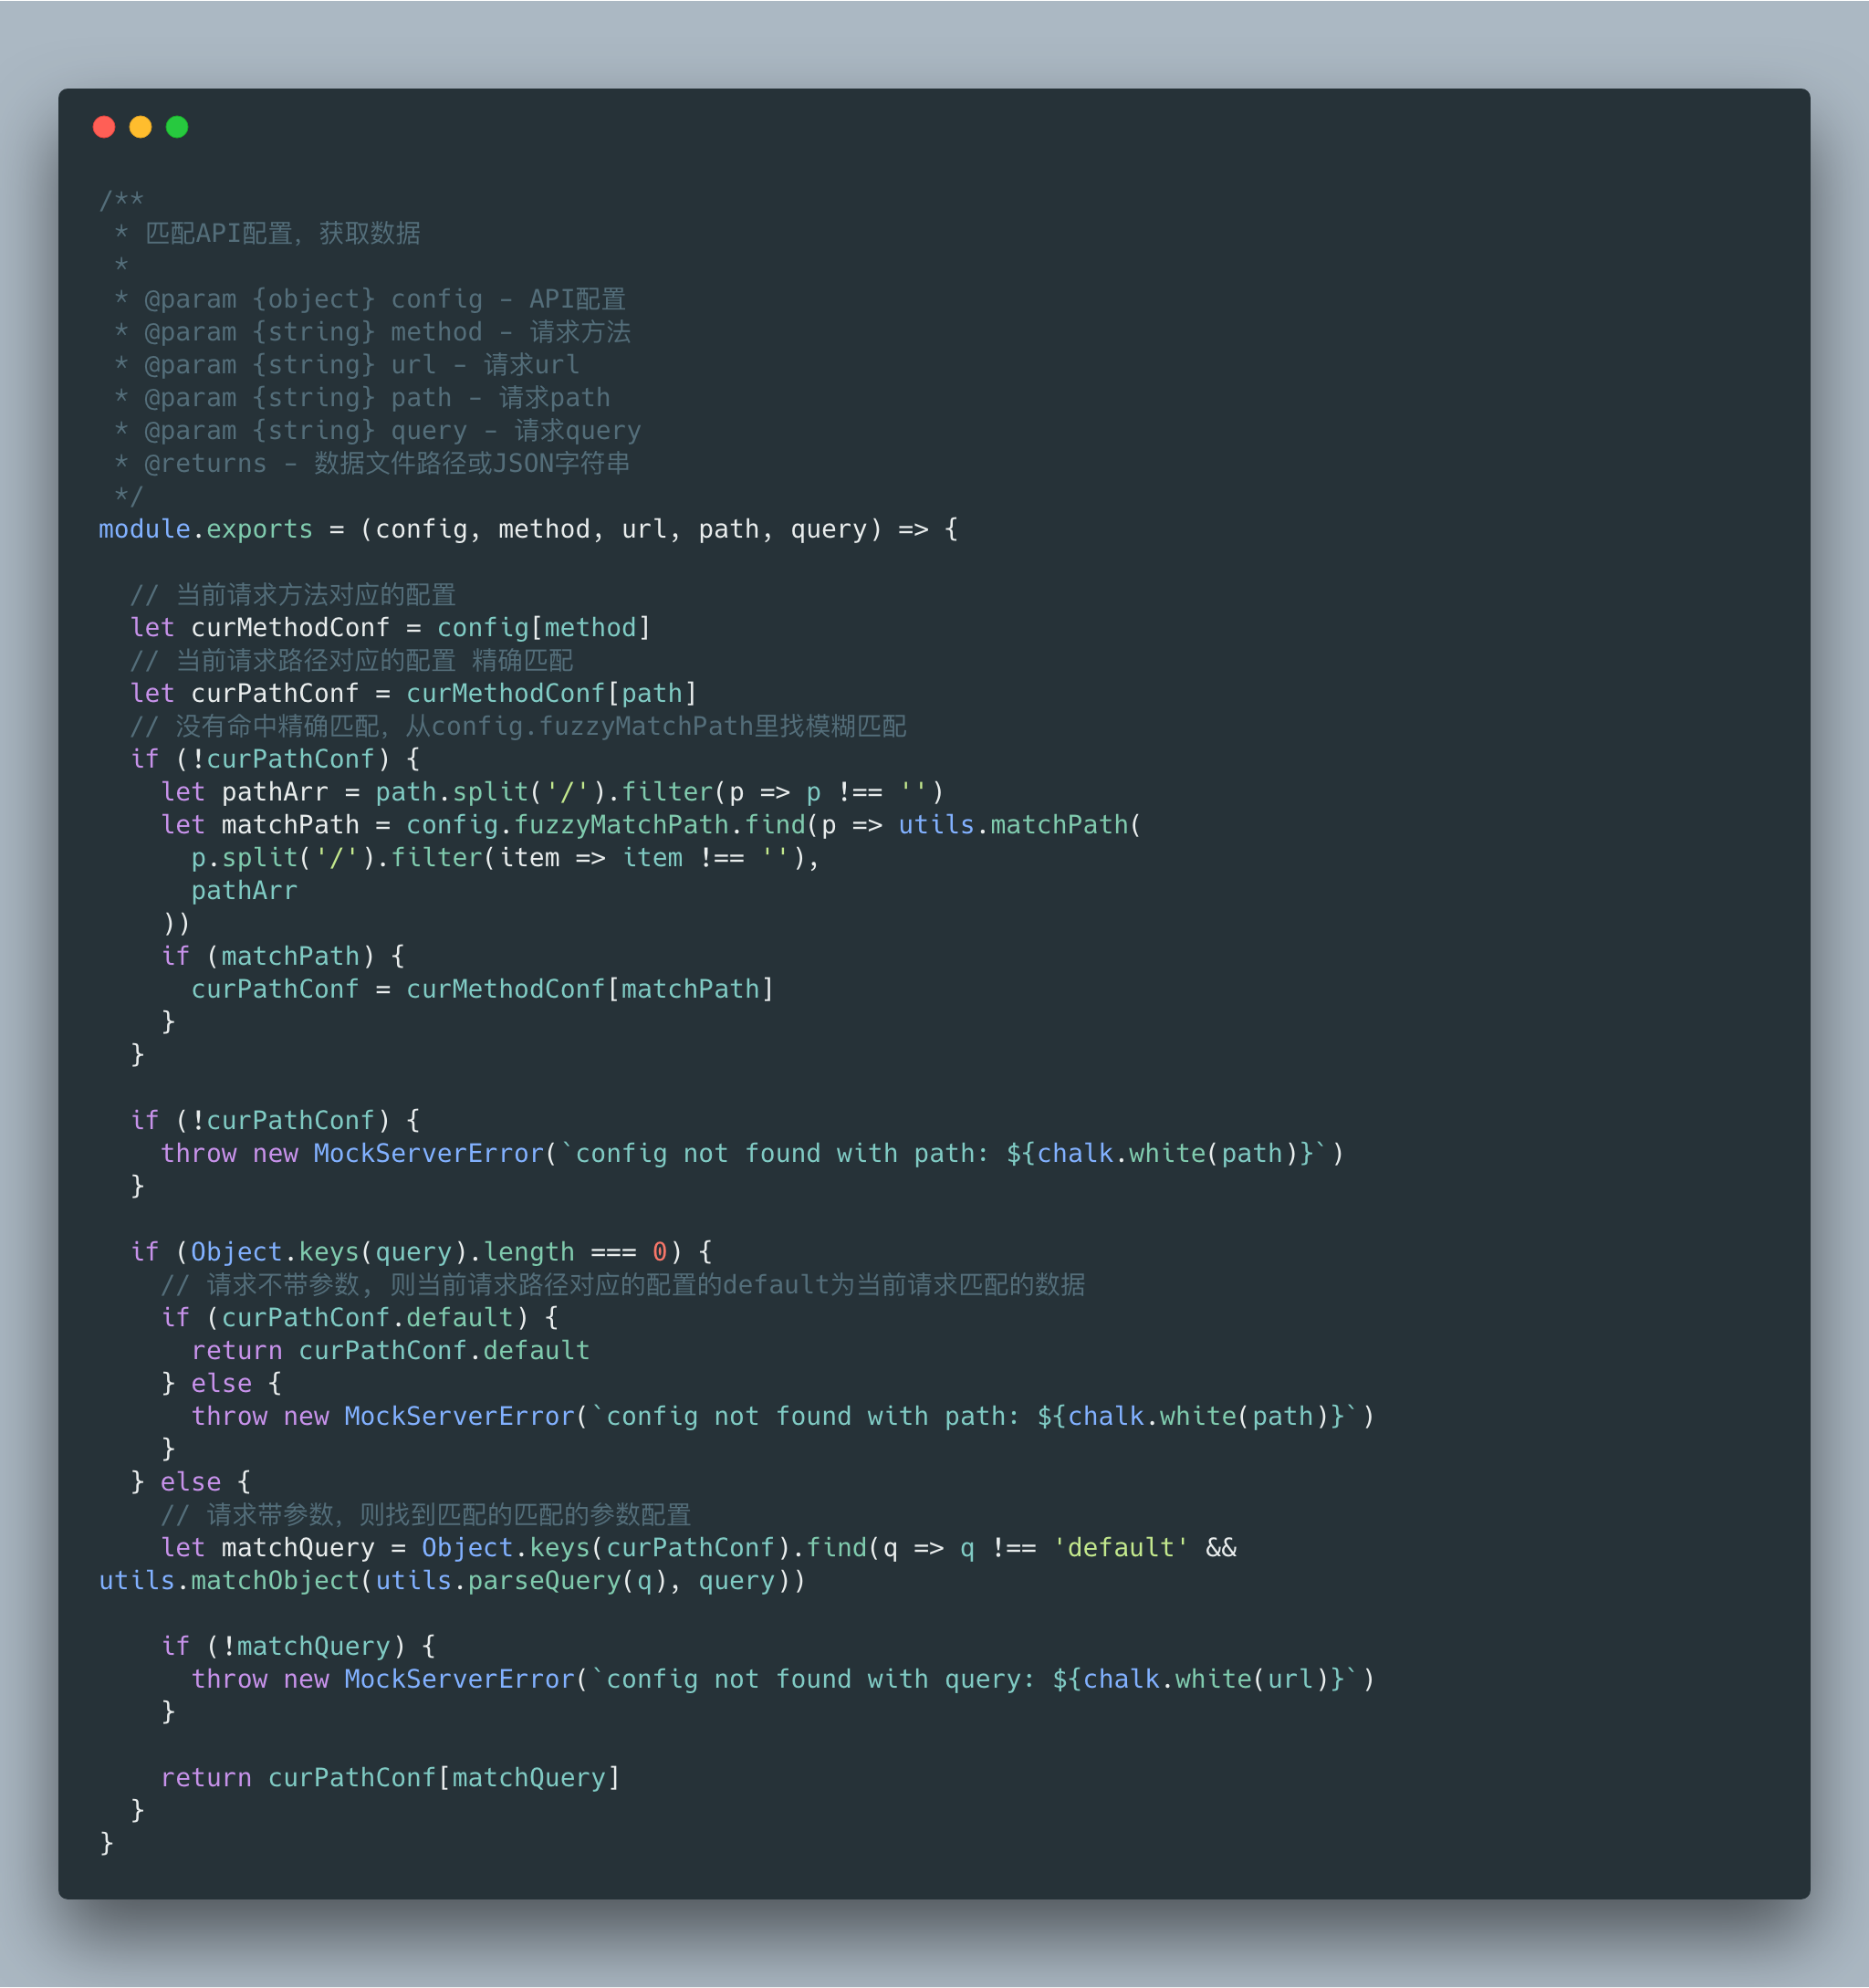 /**
 * 匹配API配置，获取数据
 *
 * @param {object} config - API配置
 * @param {string} method - 请求方法
 * @param {string} url - 请求url
 * @param {string} path - 请求path
 * @param {string} query - 请求query
 * @returns - 数据文件路径或JSON字符串
 */
module.exports = (config, method, url, path, query) => {

  // 当前请求方法对应的配置
  let curMethodConf = config[method]
  // 当前请求路径对应的配置 精确匹配
  let curPathConf = curMethodConf[path]
  // 没有命中精确匹配，从config.fuzzyMatchPath里找模糊匹配
  if (!curPathConf) {
    let pathArr = path.split('/').filter(p => p !== '')
    let matchPath = config.fuzzyMatchPath.find(p => utils.matchPath(
      p.split('/').filter(item => item !== ''),
      pathArr
    ))
    if (matchPath) {
      curPathConf = curMethodConf[matchPath]
    }
  }

  if (!curPathConf) {
    throw new MockServerError(`config not found with path: ${chalk.white(path)}`)
  }

  if (Object.keys(query).length === 0) {
    // 请求不带参数, 则当前请求路径对应的配置的default为当前请求匹配的数据
    if (curPathConf.default) {
      return curPathConf.default
    } else {
      throw new MockServerError(`config not found with path: ${chalk.white(path)}`)
    }
  } else {
    // 请求带参数，则找到匹配的匹配的参数配置
    let matchQuery = Object.keys(curPathConf).find(q => q !== 'default' &&
utils.matchObject(utils.parseQuery(q), query))

    if (!matchQuery) {
      throw new MockServerError(`config not found with query: ${chalk.white(url)}`)
    }

    return curPathConf[matchQuery]
  }
}